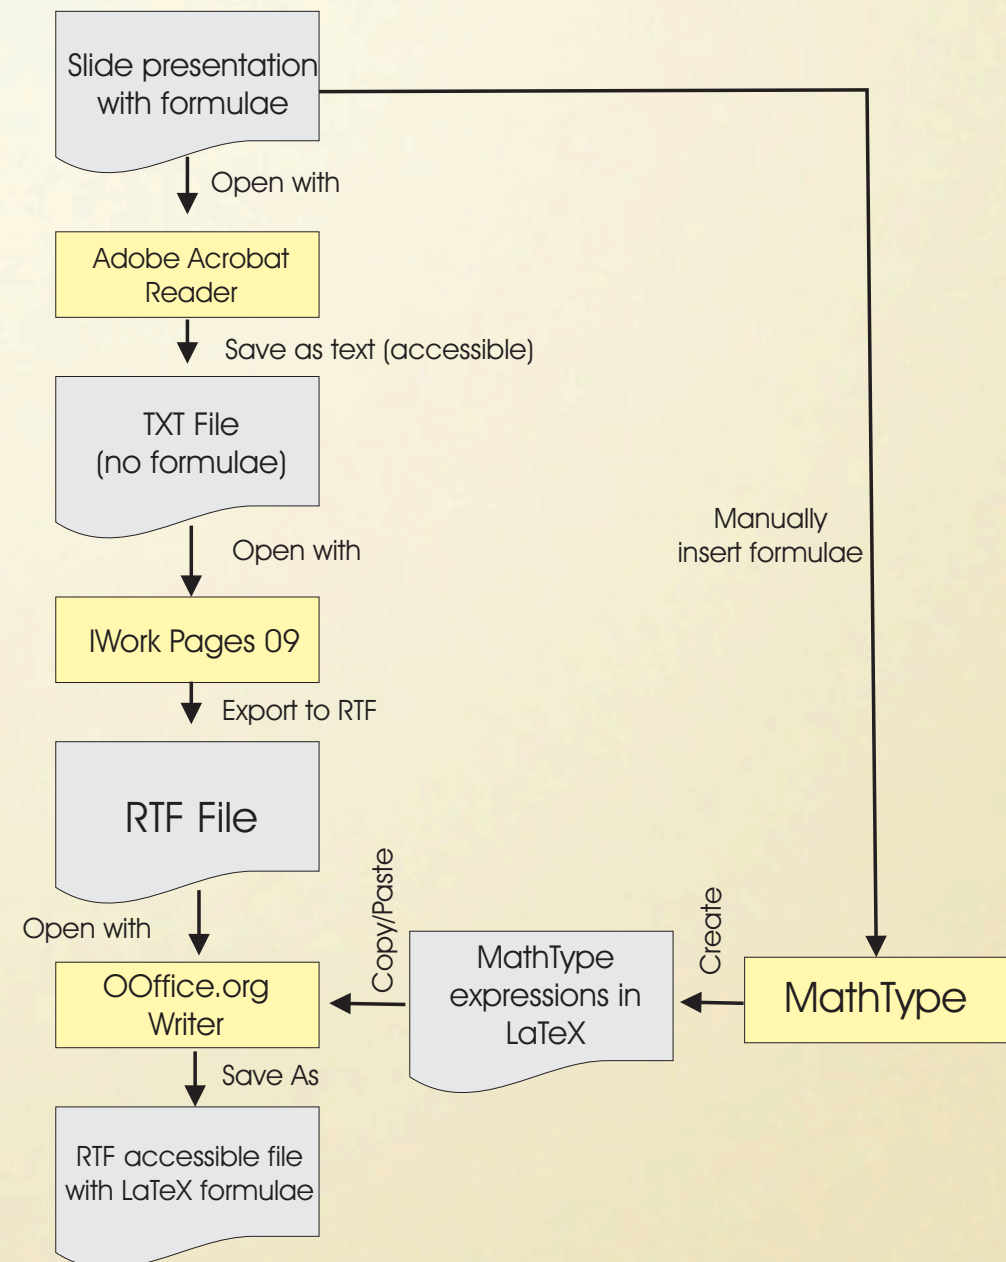 Slide presentation
with formulae
Open with
Adobe Acrobat
Reader
Save as text (accessible)
TXT File
(no formulae)
Open with
IWork Pages 09
Export to RTF
RTF File
Open with
OOffice.org
Writer
Save As
RTF accessible file
with LaTeX formulae
Copy/Paste
MathType
expressions in
LaTeX
Create
MathType
Manually
insert formulae